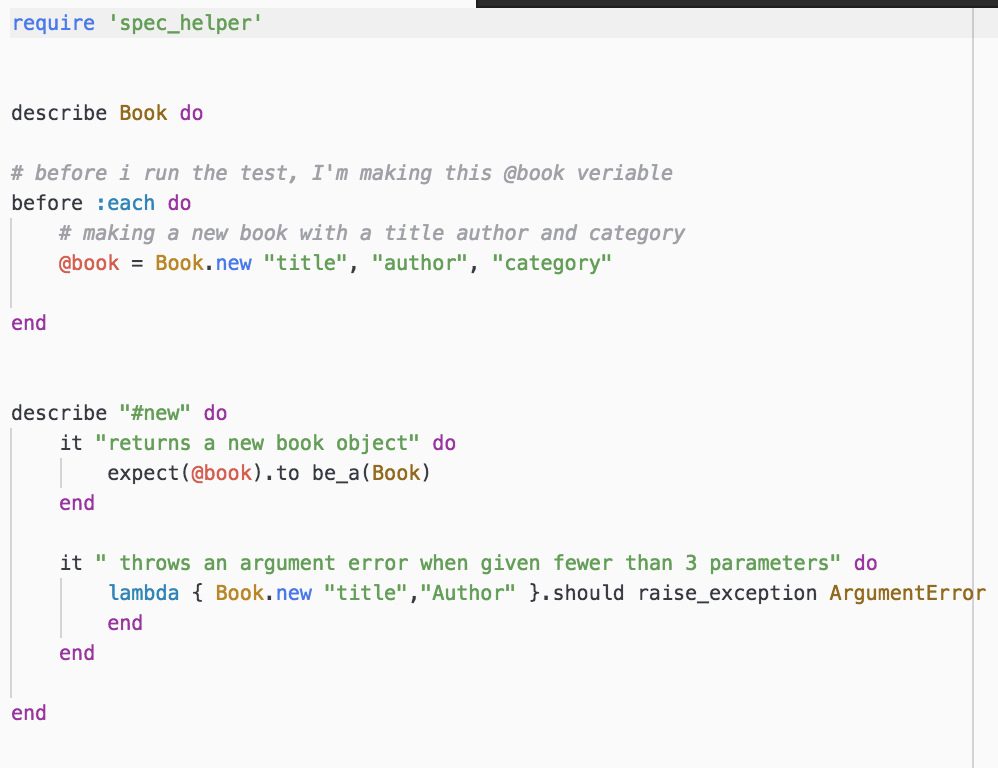 require 'spec_helper'
describe Book do
# before i run the test, I'm making this @book veriable
before :each do
# making a new book with a title author and category
@book = Book.new "title", "author", "category"
end
describe "#new" do
it "returns a new book object" do
expect(@book).to be_a(Book)
end
it " throws an argument error when given fewer than 3 parameters" do
lambda { Book.new "title","Author" }.should raise_exception ArgumentError
end
end
end